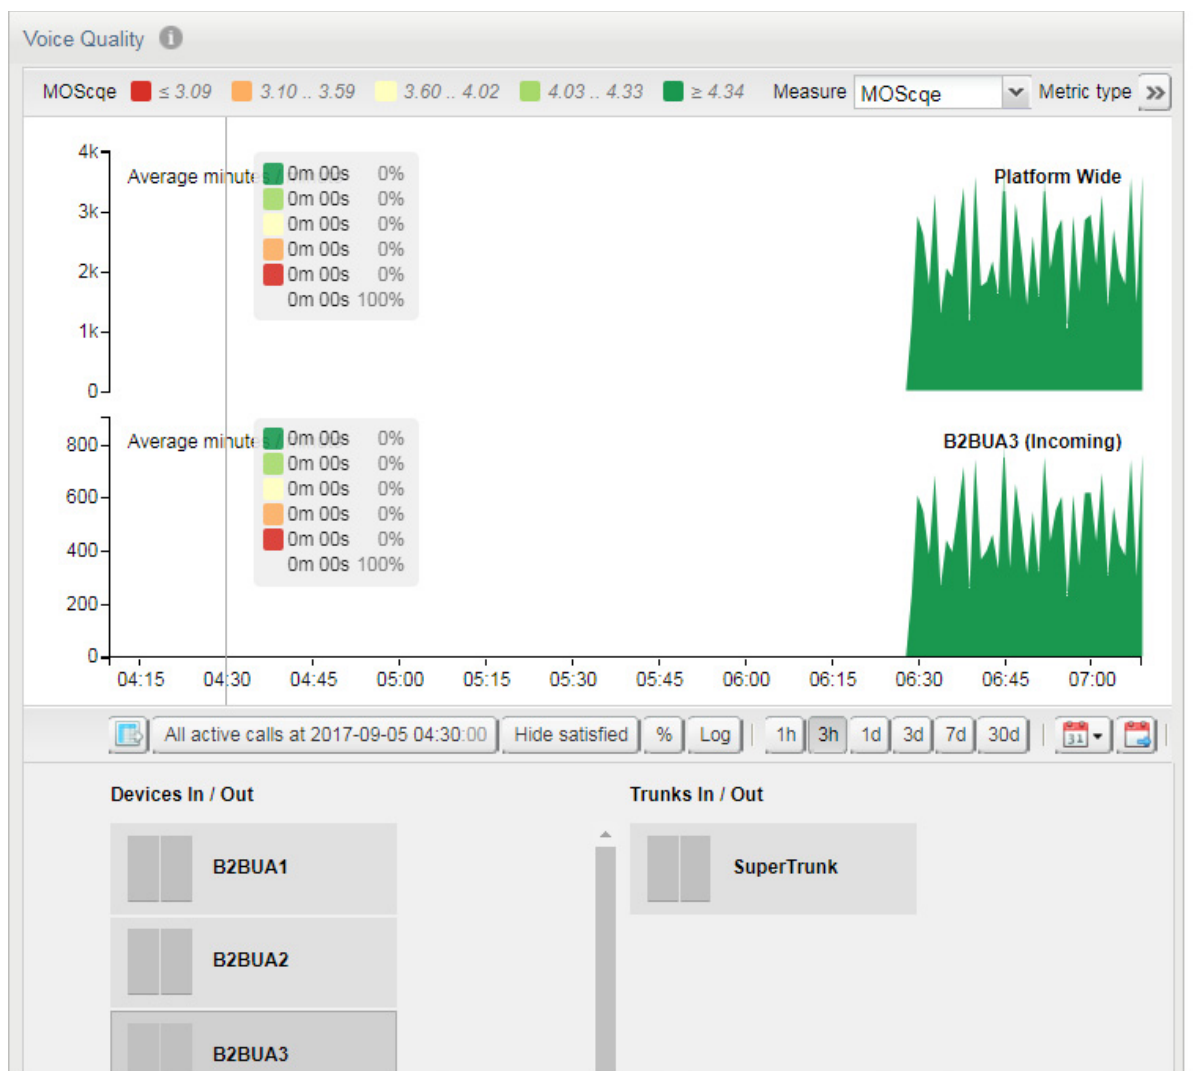 Voice Quality i
MOScqe ≤ 3.09 3.10 .. 3.59 3.60 .. 4.02 4.03 .. 4.33 ≥ 4.34 Measure MOScqe Metric type >>
4k
3k
2k
1k
0
Average minutes /
0m 00s 0%
0m 00s 0%
0m 00s 0%
0m 00s 0%
0m 00s 0%
0m 00s 100%
Platform Wide
800
600
400
200
0
Average minutes /
0m 00s 0%
0m 00s 0%
0m 00s 0%
0m 00s 0%
0m 00s 0%
0m 00s 100%
B2BUA3 (Incoming)
04:15 04:30 04:45 05:00 05:15 05:30 05:45 06:00 06:15 06:30 06:45 07:00
All active calls at 2017-09-05 04:30:00 Hide satisfied % Log 1h 3h 1d 3d 7d 30d 31
Devices In / Out Trunks In / Out
B2BUA1 SuperTrunk
B2BUA2
B2BUA3